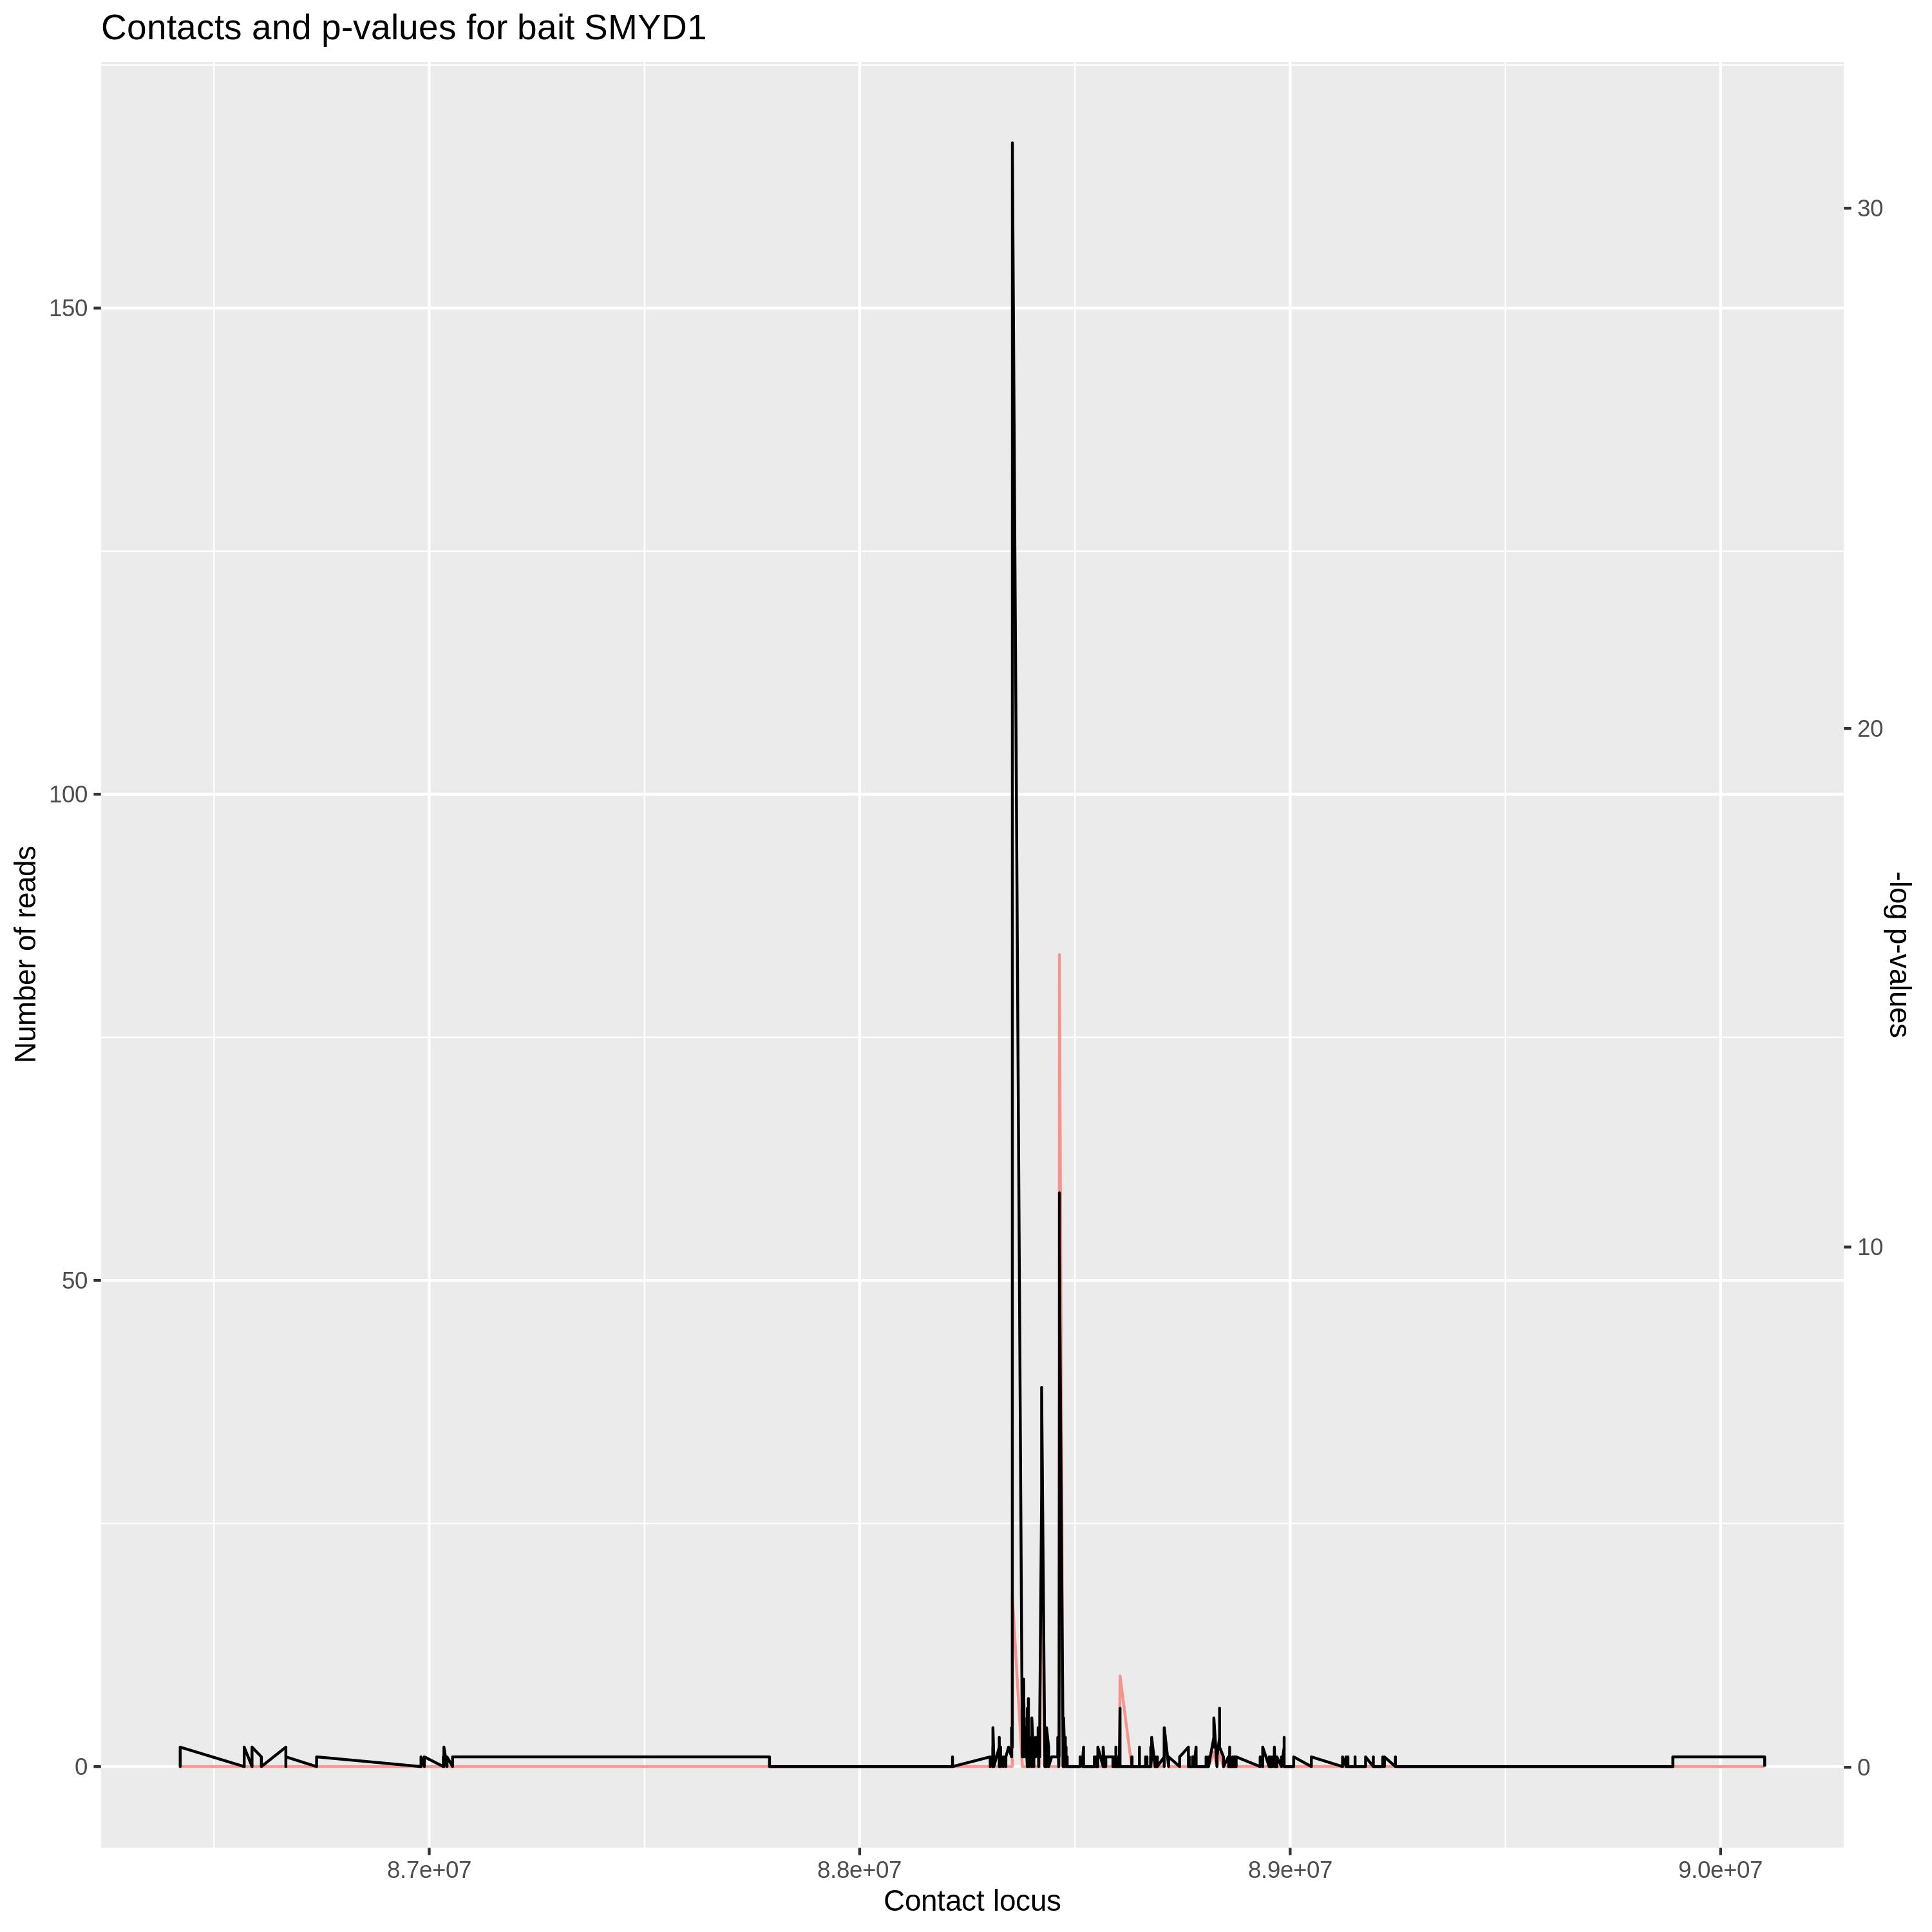 Contacts and p-values for bait SMYD1
150
100
50
0
Number of reads
30
20
10
0
-log p-values
8.7e+07
8.8e+07
8.9e+07
9.0e+07
Contact locus